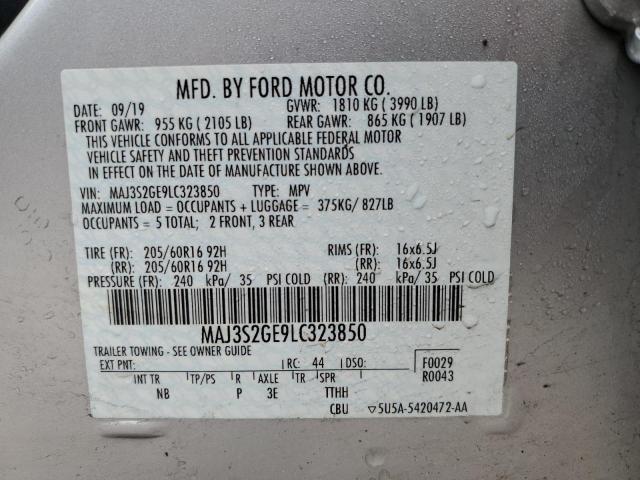 MFD. BY FORD MOTOR CO.
DATE: 09/19 GVWR: 1810 KG ( 3990 LB)
FRONT GAWR: 955 KG ( 2105 LB) REAR GAWR: 865 KG ( 1907 LB)
THIS VEHICLE CONFORMS TO ALL APPLICABLE FEDERAL MOTOR
VEHICLE SAFETY AND THEFT PREVENTION STANDARDS
IN EFFECT ON THE DATE OF MANUFACTURE SHOWN ABOVE.
VIN: MAJ3S2GE9LC323850 TYPE: MPV
MAXIMUM LOAD = OCCUPANTS + LUGGAGE = 375KG/ 827LB
OCCUPANTS = 5 TOTAL; 2 FRONT, 3 REAR
TIRE (FR): 205/60R16 92H RIMS (FR): 16x6.5J
(RR): 205/60R16 92H (RR): 16x6.5J
PRESSURE (FR): 240 kPa/ 35 PSI COLD (RR): 240 kPa/ 35 PSI COLD
MAJ3S2GE9LC323850
TRAILER TOWING - SEE OWNER GUIDE
EXT PNT: RC: 44 DSO: F0029
R0043
INT TR TP/PS R AXLE TR SPR
NB P 3E TTHH
CBU ▽5U5A-5420472-AA